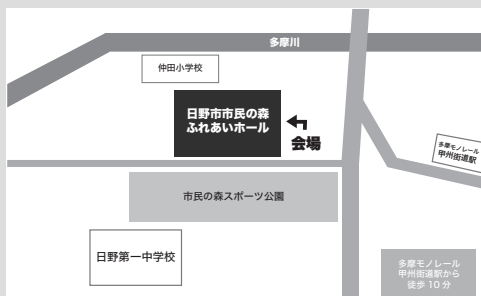 多摩川
仲田小学校
日野市市民の森
ふれあいホール
会場
多摩モノレール
甲州街道駅
市民の森スポーツ公園
日野第一中学校
多摩モノレール
甲州街道駅から
徒歩 10 分